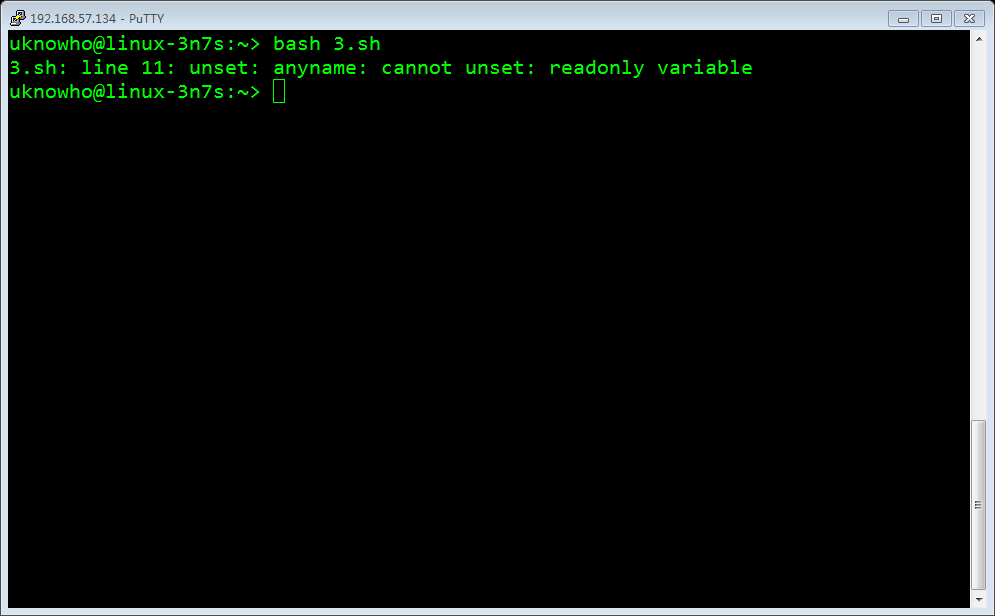 192.168.57.134 - PuTTY
uknowho@linux-3n7s:~> bash 3.sh
3.sh: line 11: unset: anyname: cannot unset: readonly variable
uknowho@linux-3n7s:~>